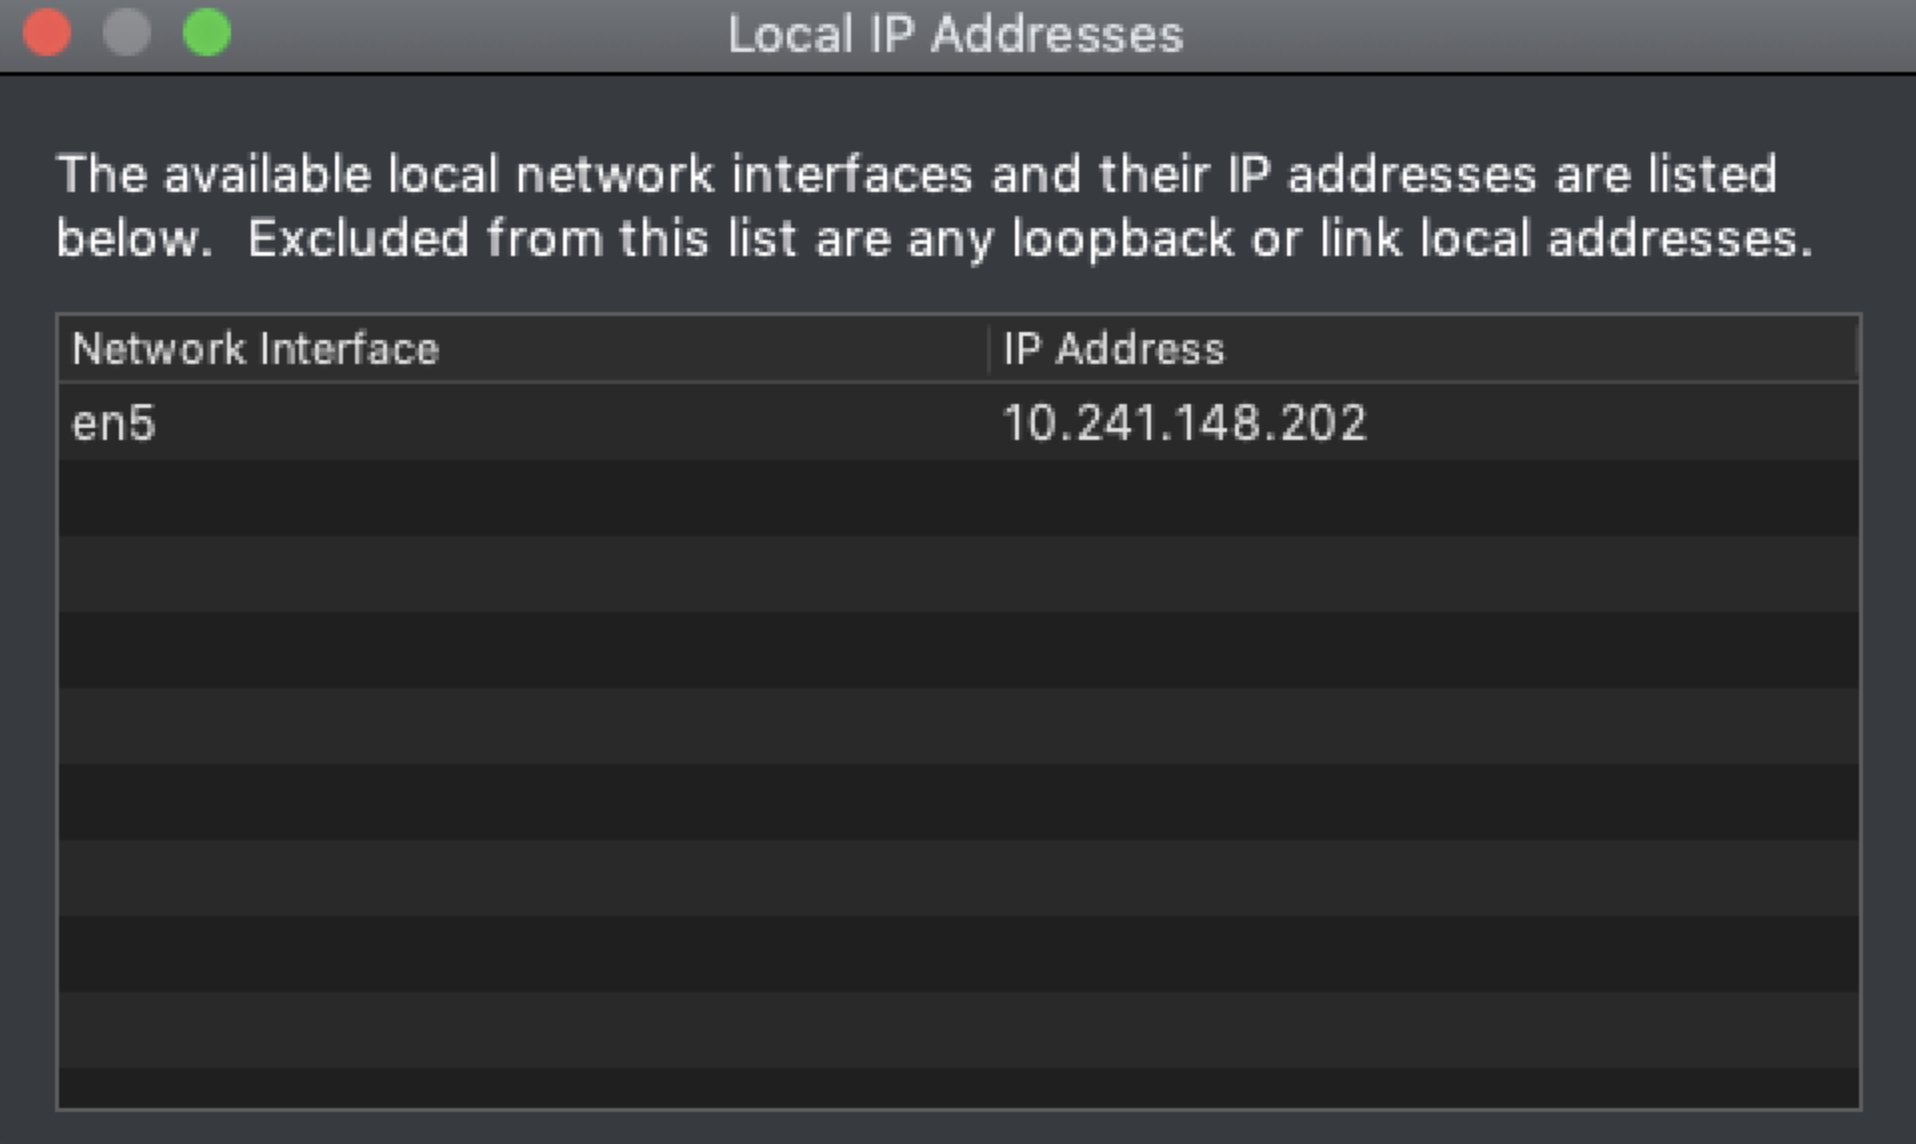 Local IP Addresses
The available local network interfaces and their IP addresses are listed
below.  Excluded from this list are any loopback or link local addresses.
Network Interface IP Address
en5 10.241.148.202